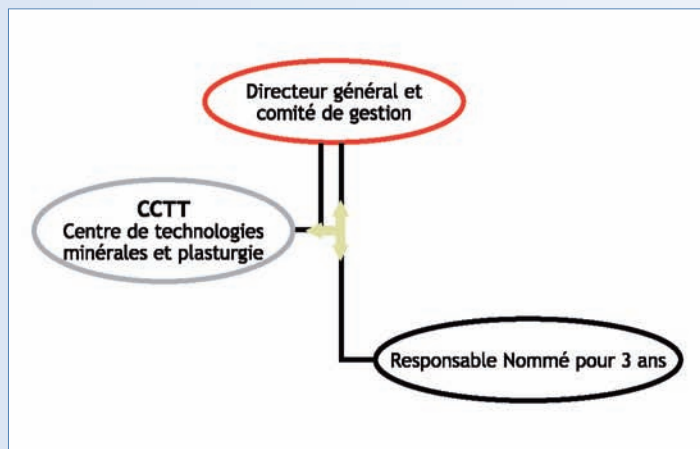 Directeur général et
comité de gestion
CCTT
Centre de technologies
minérales et plasturgie
Responsable Nommé pour 3 ans